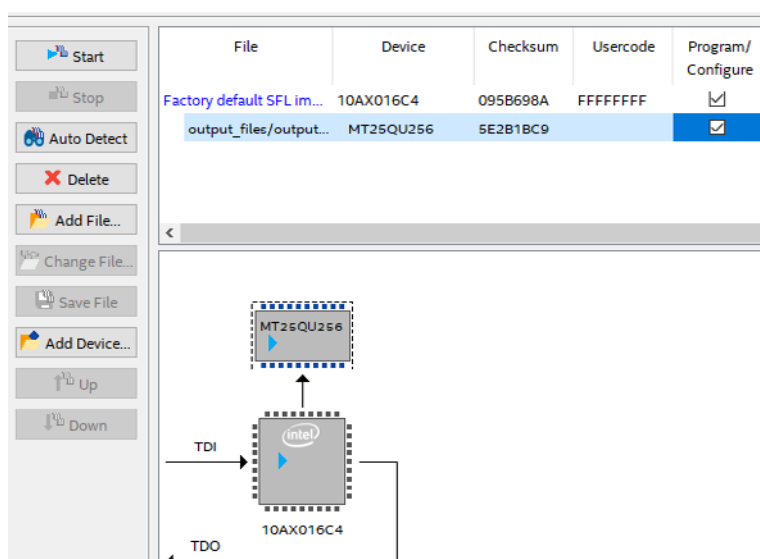 Start
Stop
Auto Detect
Delete
Add File...
Change File...
Save File
Add Device...
Up
Down
File Device Checksum Usercode Program/
Configure
Factory default SFL im... 10AX016C4 095B698A FFFFFFFF
output_files/output... MT25QU256 5E2B1BC9
MT25QU256
intel
TDI
10AX016C4
TDO